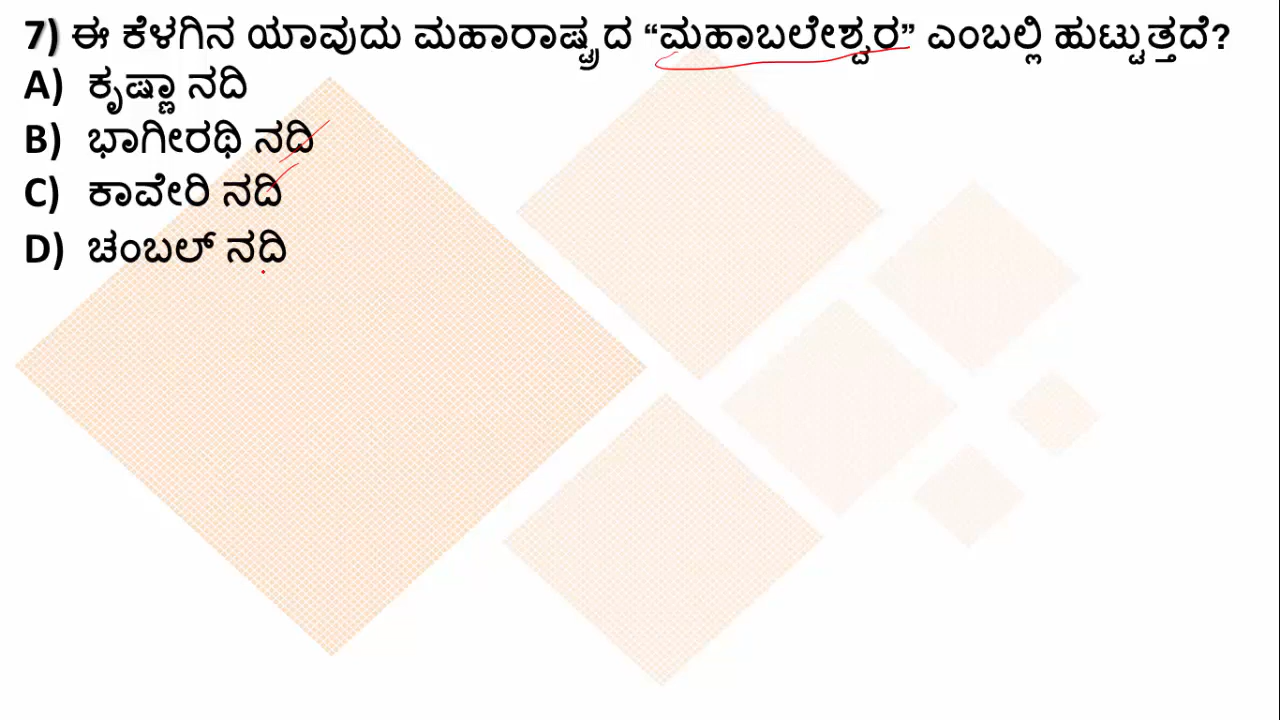 7) ಈ ಕೆಳಗಿನ ಯಾವುದು ಮಹಾರಾಷ್ಟ್ರದ “ಮಹಾಬಲೇಶ್ವರ” ಎಂಬಲ್ಲಿ ಹುಟ್ಟುತ್ತದೆ?
A) ಕೃಷ್ಣಾ ನದಿ
B) ಭಾಗೀರಥಿ ನದಿ
C) ಕಾವೇರಿ ನದಿ
D) ಚಂಬಲ್ ನದಿ